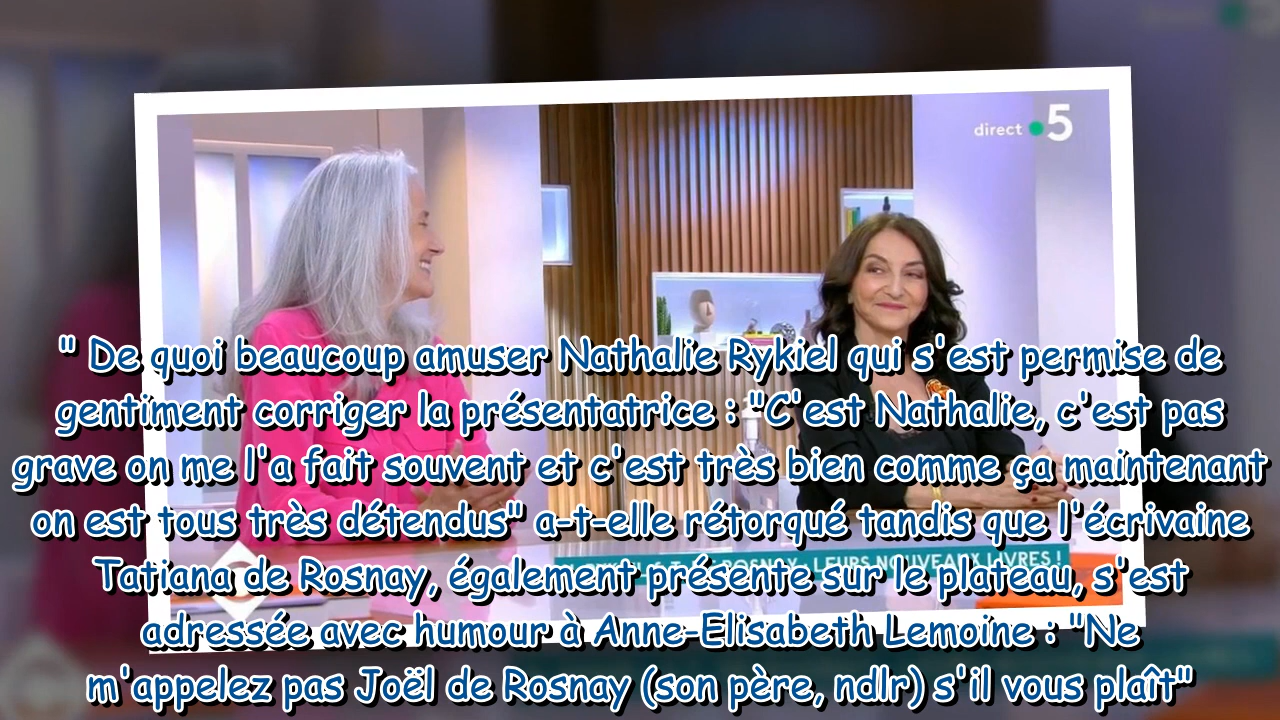 direct 5
" De quoi beaucoup amuser Nathalie Rykiel qui s'est permise de
gentiment corriger la présentatrice : "C'est Nathalie, c'est pas
grave on me l'a fait souvent et c'est très bien comme ça maintenant
on est tous très détendus" a-t-elle rétorqué tandis que l'écrivaine
LEURS NOUVEAUX LIVRES !
Tatiana de Rosnay, également présente sur le plateau, s'est
adressée avec humour à Anne-Elisabeth Lemoine : "Ne
m'appelez pas Joël de Rosnay (son père, ndlr) s'il vous plaît"